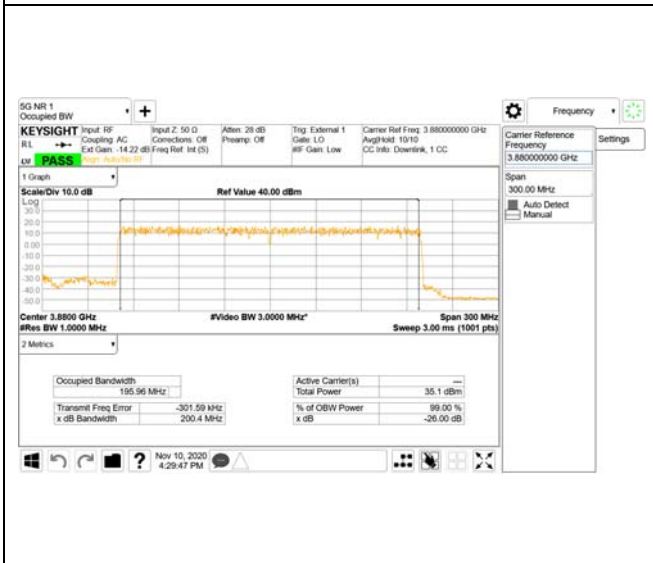 5G NR 1
Occupied BW
+
Frequency
KEYSIGHT
Input: RF
Input Z: 50 Ω
Atten: 28 dB
Trig: External 1
Carrier Ref Freq: 3.880000000 GHz
RL
Coupling: AC
Corrections: Off
Preamp: Off
Gate: LO
Avg|Hold: 10/10
Ext Gain: -14.22 dB
Freq Ref: Int (S)
#IF Gain: Low
CC Info: Downlink, 1 CC
PASS
Align: Auto/No RF
Carrier Reference
Frequency
3.880000000 GHz
Settings
Span
300.00 MHz
Auto Detect
Manual
1 Graph
Scale/Div 10.0 dB
Ref Value 40.00 dBm
Log
30.0
20.0
10.0
0.00
-10.0
-20.0
-30.0
-40.0
-50.0
Center 3.8800 GHz
#Video BW 3.0000 MHz*
Span 300 MHz
#Res BW 1.0000 MHz
Sweep 3.00 ms (1001 pts)
2 Metrics
Occupied Bandwidth
195.96 MHz
Transmit Freq Error -301.59 kHz
x dB Bandwidth 200.4 MHz
Active Carrier(s) ---
Total Power 35.1 dBm
% of OBW Power 99.00 %
x dB -26.00 dB
?
Nov 10, 2020
4:29:47 PM